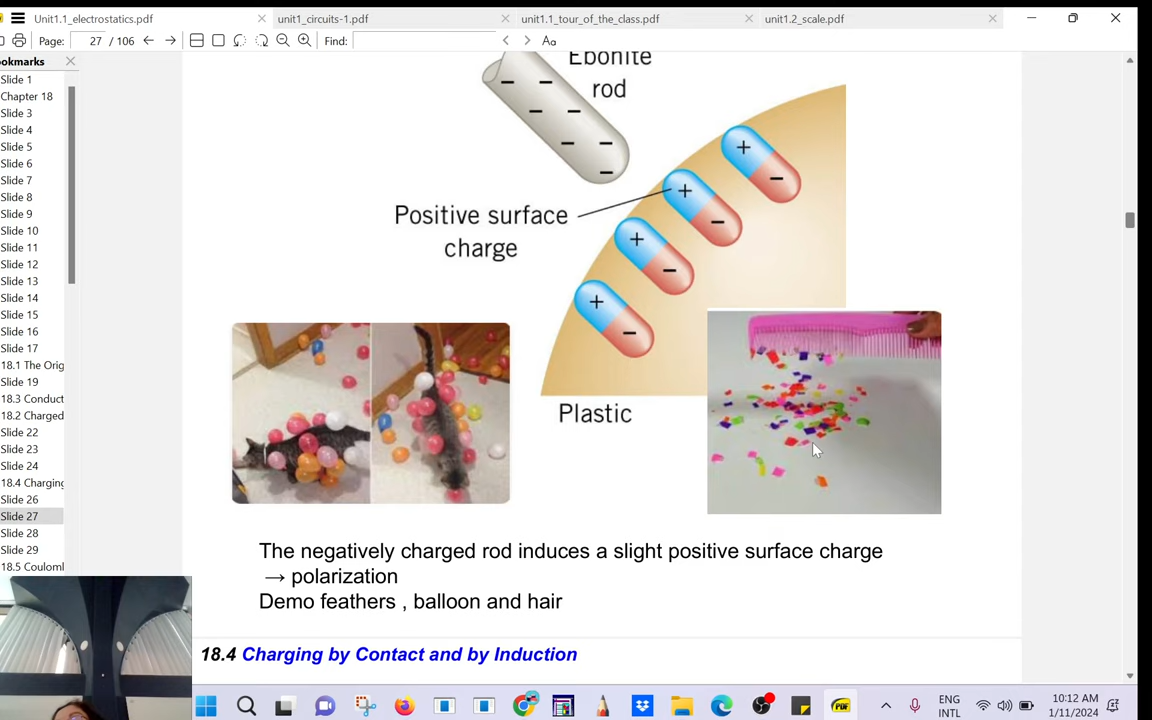 Unit1.1_electrostatics.pdf
unit1_circuits-1.pdf
unit1.1_tour_of_the_class.pdf
unit1.2_scale.pdf
Page: 27 / 106
Find:
Aa
ookmarks
Slide 1
Chapter 18
Slide 3
Slide 4
Slide 5
Slide 6
Slide 7
Slide 8
Slide 9
Slide 10
Slide 11
Slide 12
Slide 13
Slide 14
Slide 15
Slide 16
Slide 17
18.1 The Orig
Slide 19
18.3 Conduct
18.2 Charged
Slide 22
Slide 23
Slide 24
18.4 Charging
Slide 26
Slide 27
Slide 28
Slide 29
18.5 Coulom
Ebonite
rod
− −
− −
− −
−
+ −
+ −
+ −
+ −
Positive surface
charge
Plastic
The negatively charged rod induces a slight positive surface charge
→ polarization
Demo feathers , balloon and hair
18.4 Charging by Contact and by Induction
PDF
ENG
INTL
10:12 AM
1/11/2024